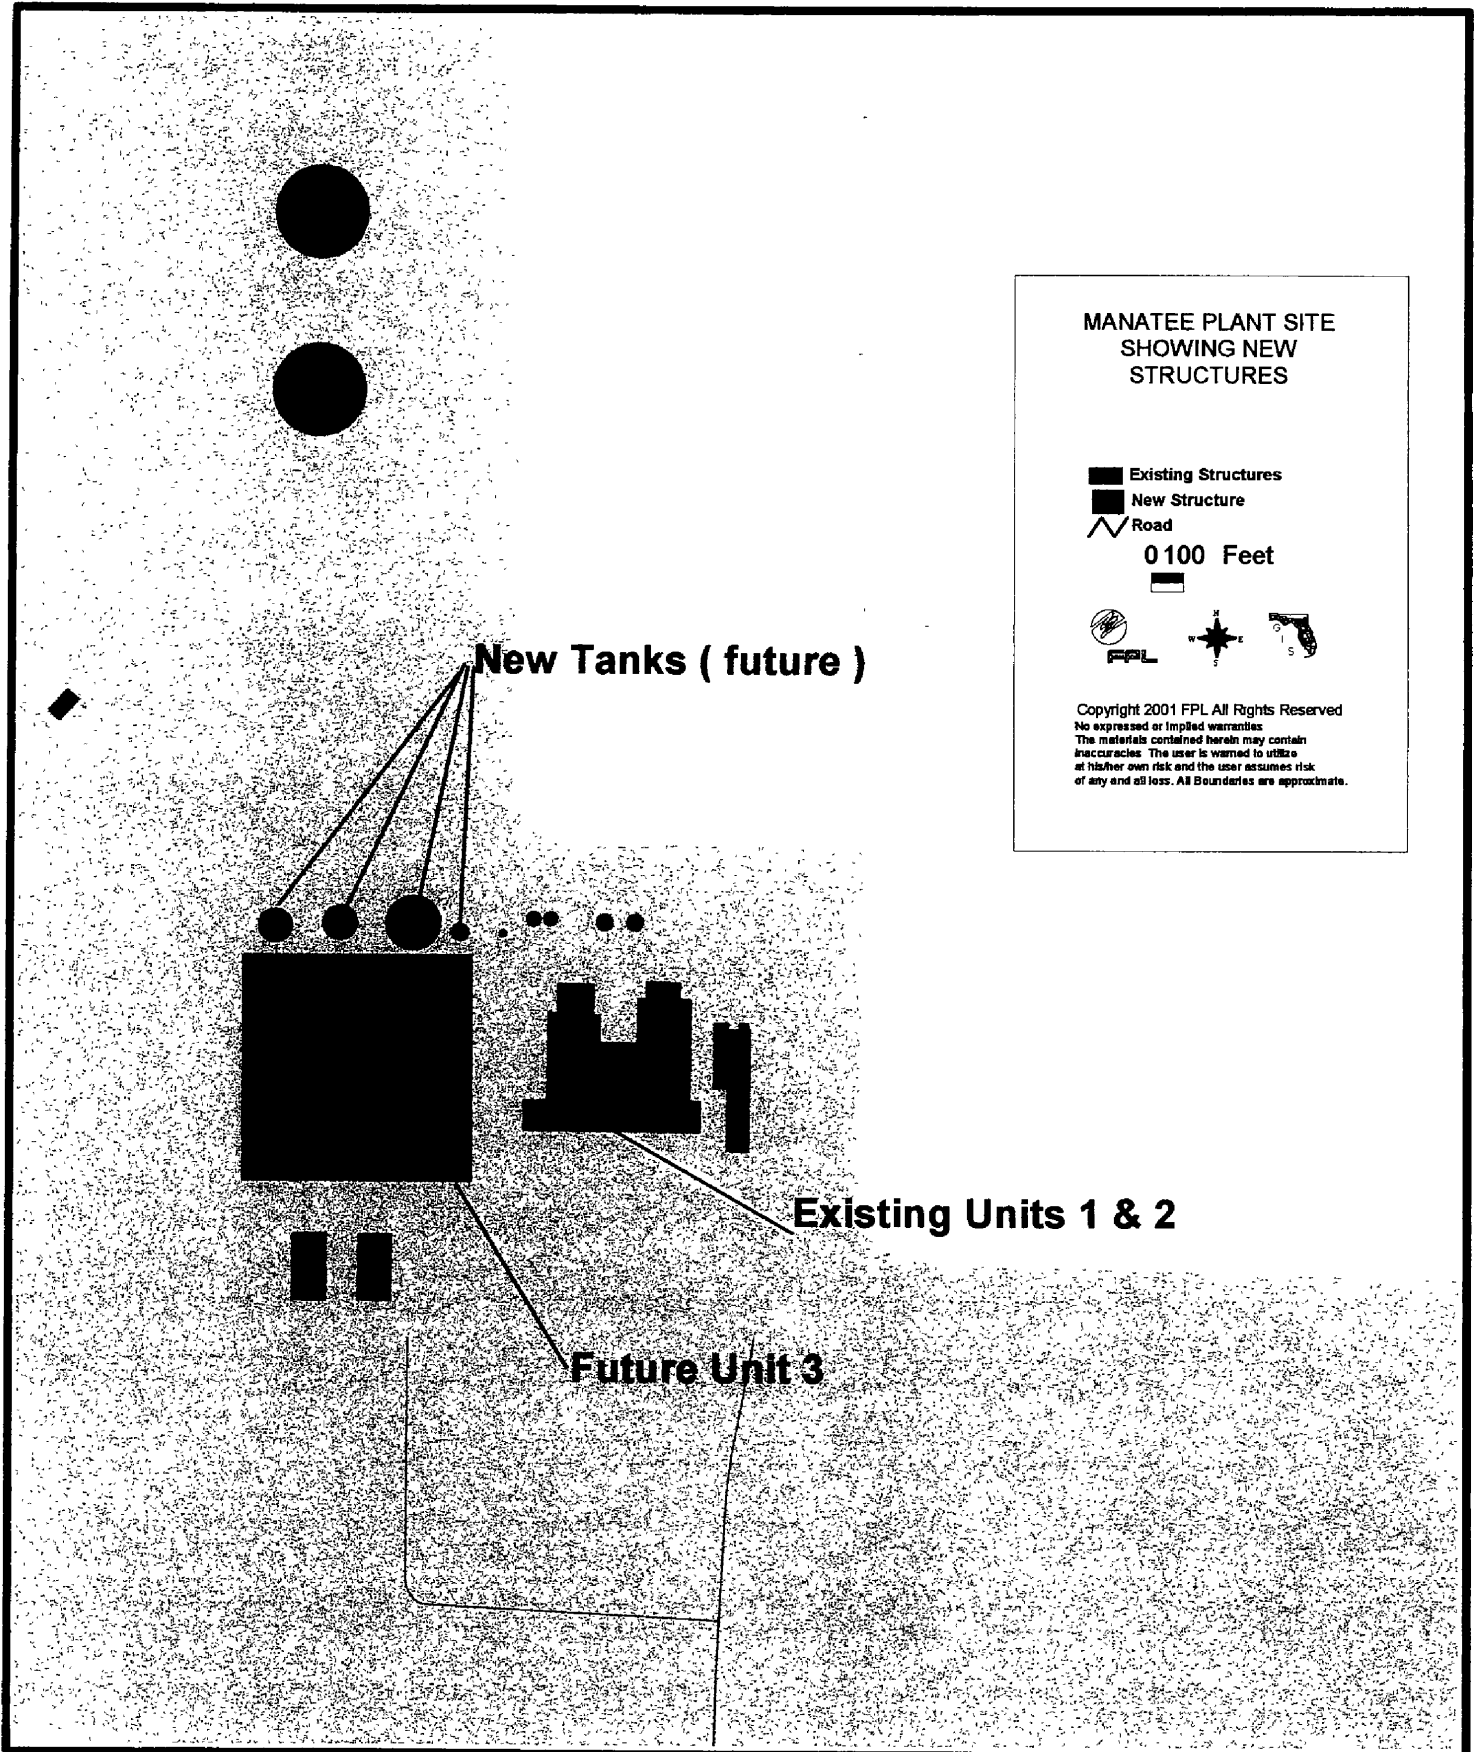 MANATEE PLANT SITE
SHOWING NEW
STRUCTURES
Existing Structures
New Structure
Road
0 100 Feet
N
W E
S
FPL
G
I
S
Copyright 2001 FPL All Rights Reserved
No expressed or implied warranties
The materials contained herein may contain
inaccuracies The user is warned to utilize
at his/her own risk and the user assumes risk
of any and all loss. All Boundaries are approximate.
New Tanks ( future )
Existing Units 1 & 2
Future Unit 3